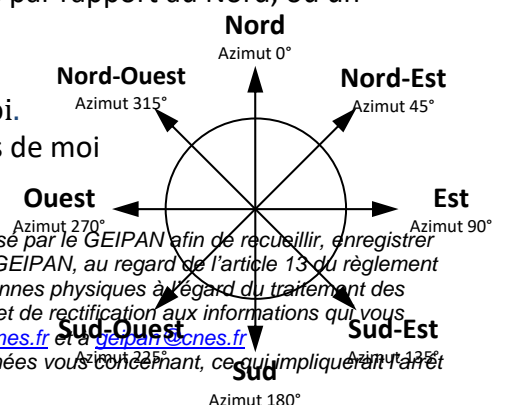 par rapport au Nord, ou un
Nord
Azimut 0°
Nord-Ouest
Azimut 315°
Nord-Est
Azimut 45°
oi.
s de moi
Ouest
Azimut 270°
Est
Azimut 90°
sé par le GEIPAN afin de recueillir, enregistrer
GEIPAN, au regard de l'article 13 du règlement
ennes physiques à l'égard du traitement des
et de rectification aux informations qui vous
nes.fr et à geipan@cnes.fr
Sud-Ouest
Azimut 225°
Sud-Est
Azimut 135°
nées vous concernant, ce qui impliquerait l'arrêt
Sud
Azimut 180°